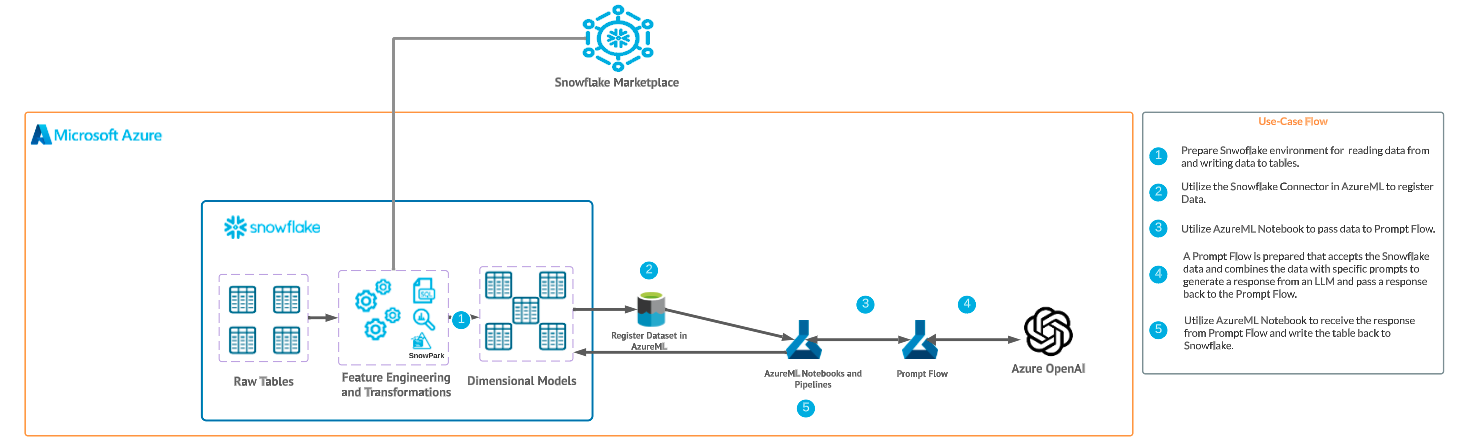 Snowflake Marketplace
Microsoft Azure
snowflake
SQL
SnowPark
Raw Tables
Feature Engineering
and Transformations
1
Dimensional Models
2
Register Dataset in
AzureML
AzureML Notebooks and
Pipelines
5
3
Prompt Flow
4
Azure OpenAI
Use-Case Flow
1
Prepare Snwoflake environment for reading data from
and writing data to tables.
2
Utilize the Snowflake Connector in AzureML to register
Data.
3
Utilize AzureML Notebook to pass data to Prompt Flow.
4
A Prompt Flow is prepared that accepts the Snowflake
data and combines the data with specific prompts to
generate a response from an LLM and pass a response
back to the Prompt Flow.
5
Utilize AzureML Notebook to receive the response
from Prompt Flow and write the table back to
Snowflake.